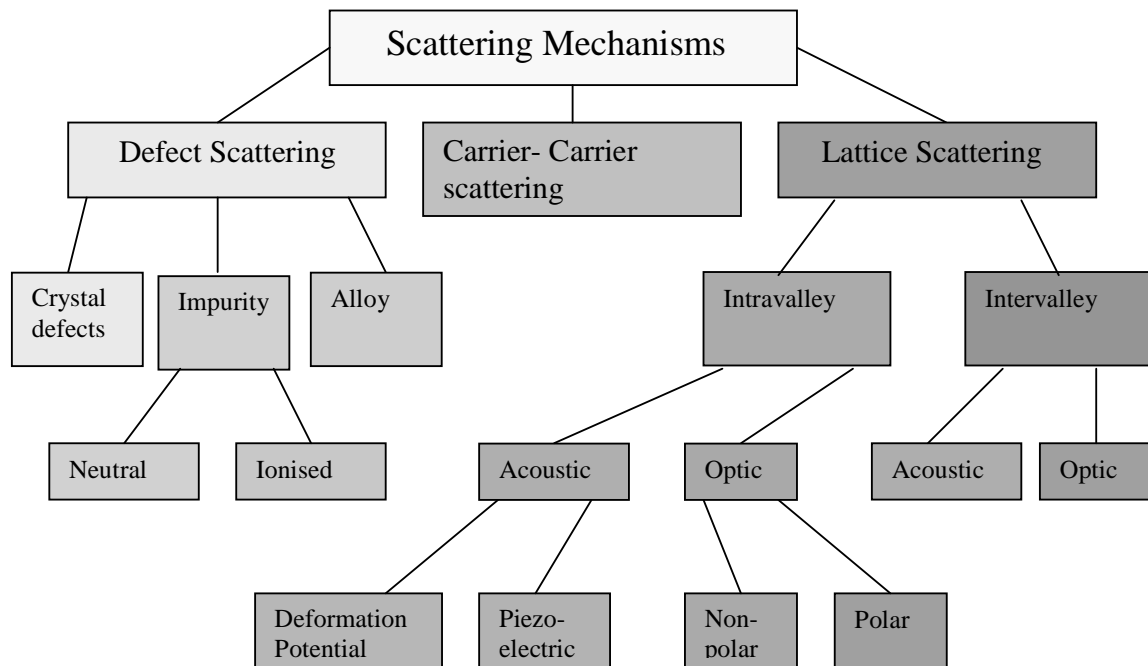 Scattering Mechanisms
Defect Scattering
Carrier- Carrier
scattering
Lattice Scattering
Crystal
defects
Impurity
Alloy
Intravalley
Intervalley
Neutral
Ionised
Acoustic
Optic
Acoustic
Optic
Deformation
Potential
Piezo-
electric
Non-
polar
Polar